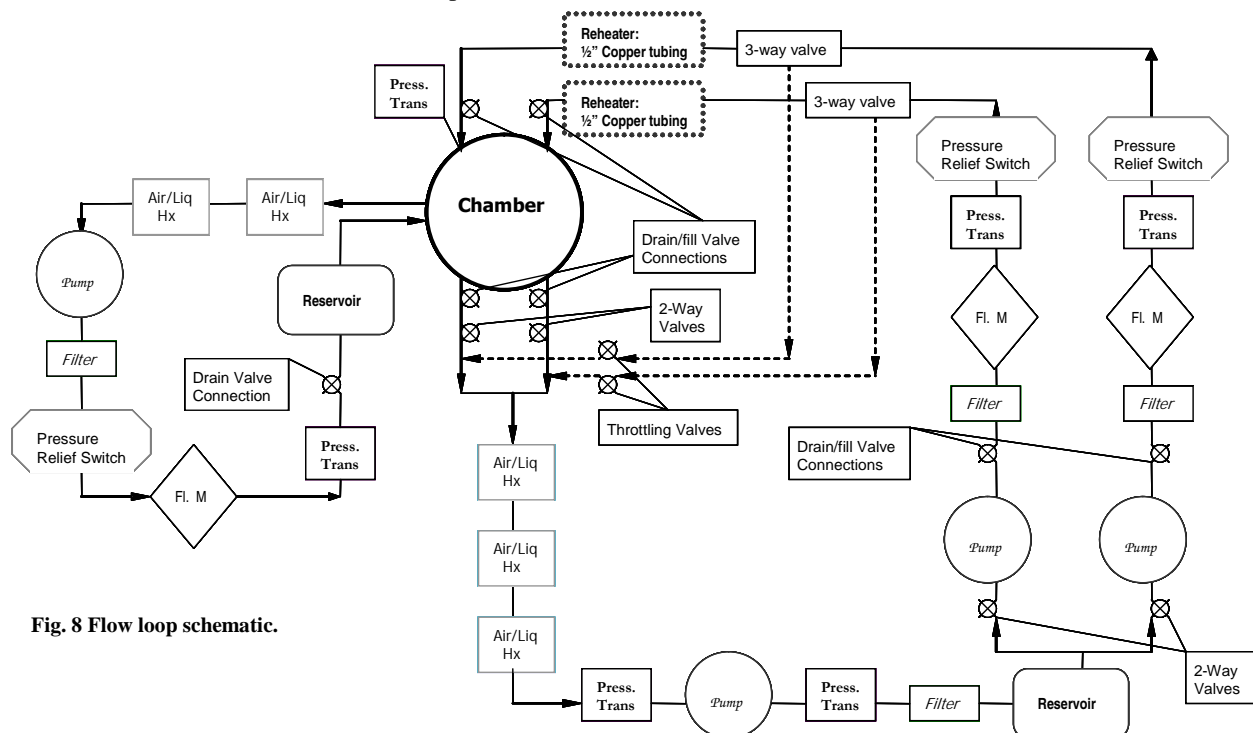 Reheater:
½” Copper tubing
3-way valve
Reheater:
½” Copper tubing
3-way valve
Press.
Trans
Pressure
Relief Switch
Pressure
Relief Switch
Air/Liq
Hx
Air/Liq
Hx
Chamber
Press.
Trans
Press.
Trans
Drain/fill Valve
Connections
Pump
Reservoir
2-Way
Valves
Fl. M
Fl. M
Filter
Drain Valve
Connection
Throttling Valves
Filter
Filter
Pressure
Relief Switch
Press.
Trans
Drain/fill Valve
Connections
Fl. M
Air/Liq
Hx
Air/Liq
Hx
Pump
Pump
Air/Liq
Hx
Fig. 8 Flow loop schematic.
Press.
Trans
Pump
Press.
Trans
Filter
Reservoir
2-Way
Valves